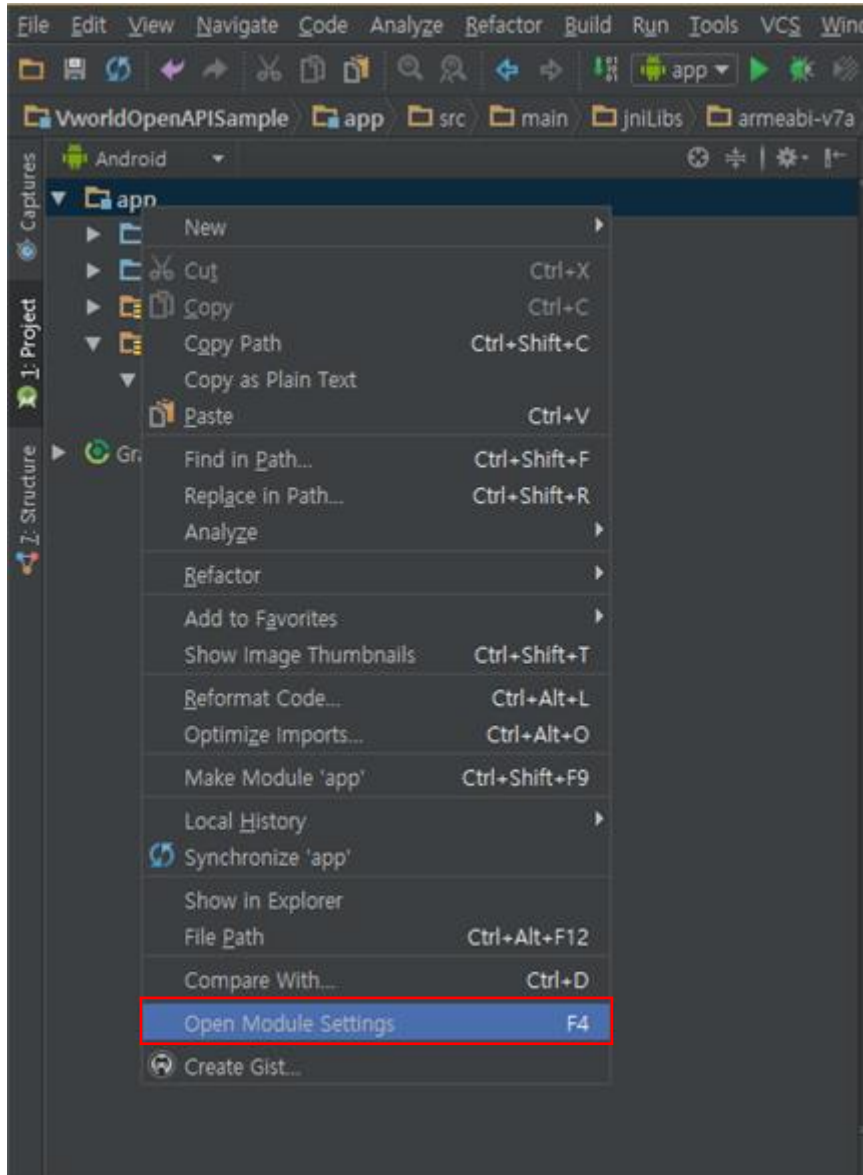 File Edit View Navigate Code Analyze Refactor Build Run Tools VCS
app
VworldOpenAPISample app src main jniLibs armeabi-v7a
Android
Captures
1: Project
7: Structure
app
New
Cut Ctrl+X
Copy Ctrl+C
Copy Path Ctrl+Shift+C
Copy as Plain Text
Paste Ctrl+V
Find in Path... Ctrl+Shift+F
Replace in Path... Ctrl+Shift+R
Analyze
Refactor
Add to Favorites
Show Image Thumbnails Ctrl+Shift+T
Reformat Code... Ctrl+Alt+L
Optimize Imports... Ctrl+Alt+O
Make Module 'app' Ctrl+Shift+F9
Local History
Synchronize 'app'
Show in Explorer
File Path Ctrl+Alt+F12
Compare With... Ctrl+D
Open Module Settings F4
Create Gist...